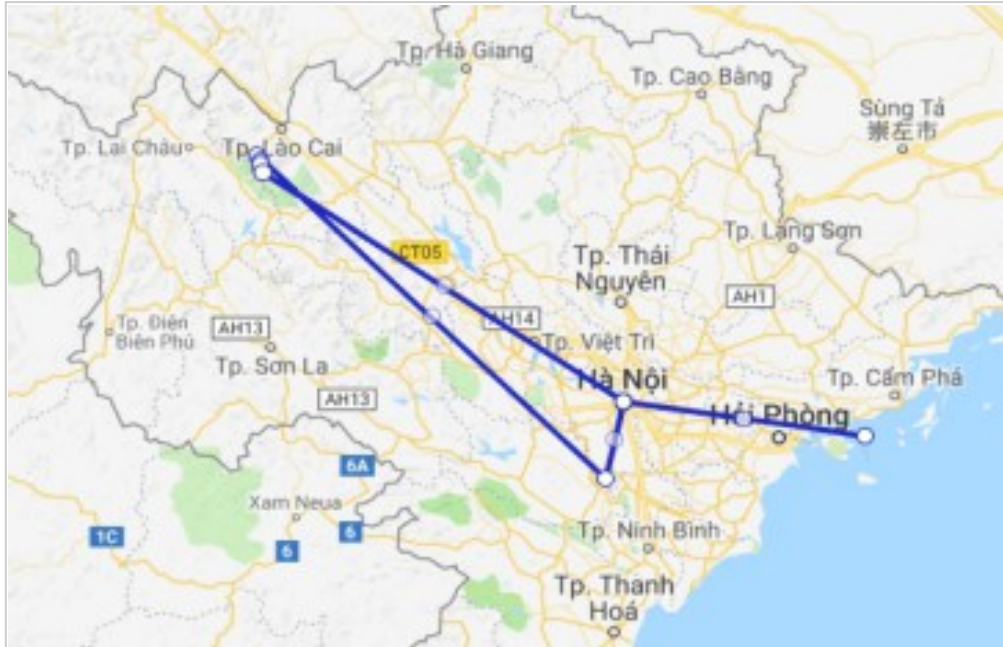 Tp. Hà Giang
Tp. Cao Bằng
Sùng Tả
崇左市
Tp. Lai Châu
Tp. Lào Cai
Tp. Lạng Sơn
CT05
Tp. Thái
Nguyên
AH1
AH14
Tp. Điện
Biên Phủ
AH13
Tp. Việt Trì
Tp. Sơn La
Hà Nội
Tp. Cẩm Phả
AH13
Hải Phòng
6A
Xam Neua
1C
6
6
Tp. Ninh Bình
Tp. Thanh
Hoá